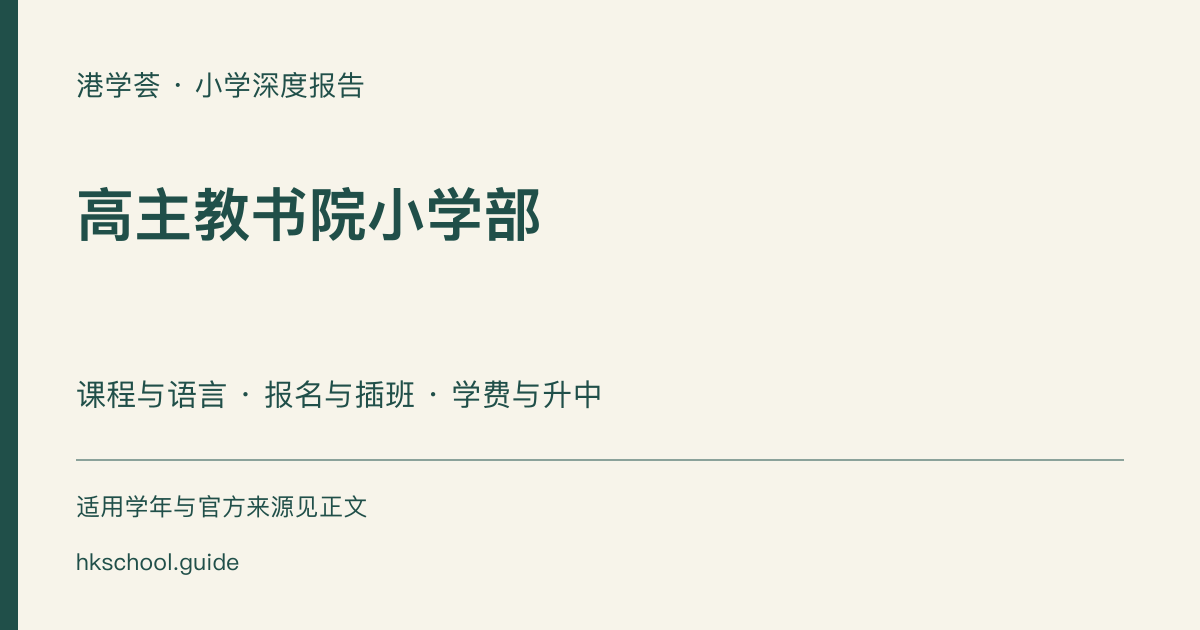 港学荟 · 小学深度报告
高主教书院小学部
课程与语言 · 报名与插班 · 学费与升中
适用学年与官方来源见正文
hkschool.guide